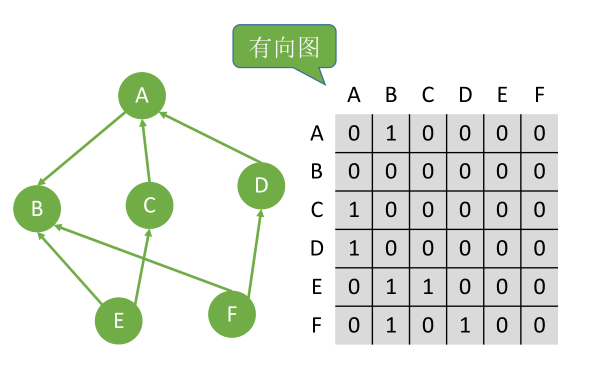 有向图
A
B
C
D
E
F
A B C D E F
A 0 1 0 0 0 0
B 0 0 0 0 0 0
C 1 0 0 0 0 0
D 1 0 0 0 0 0
E 0 1 1 0 0 0
F 0 1 0 1 0 0